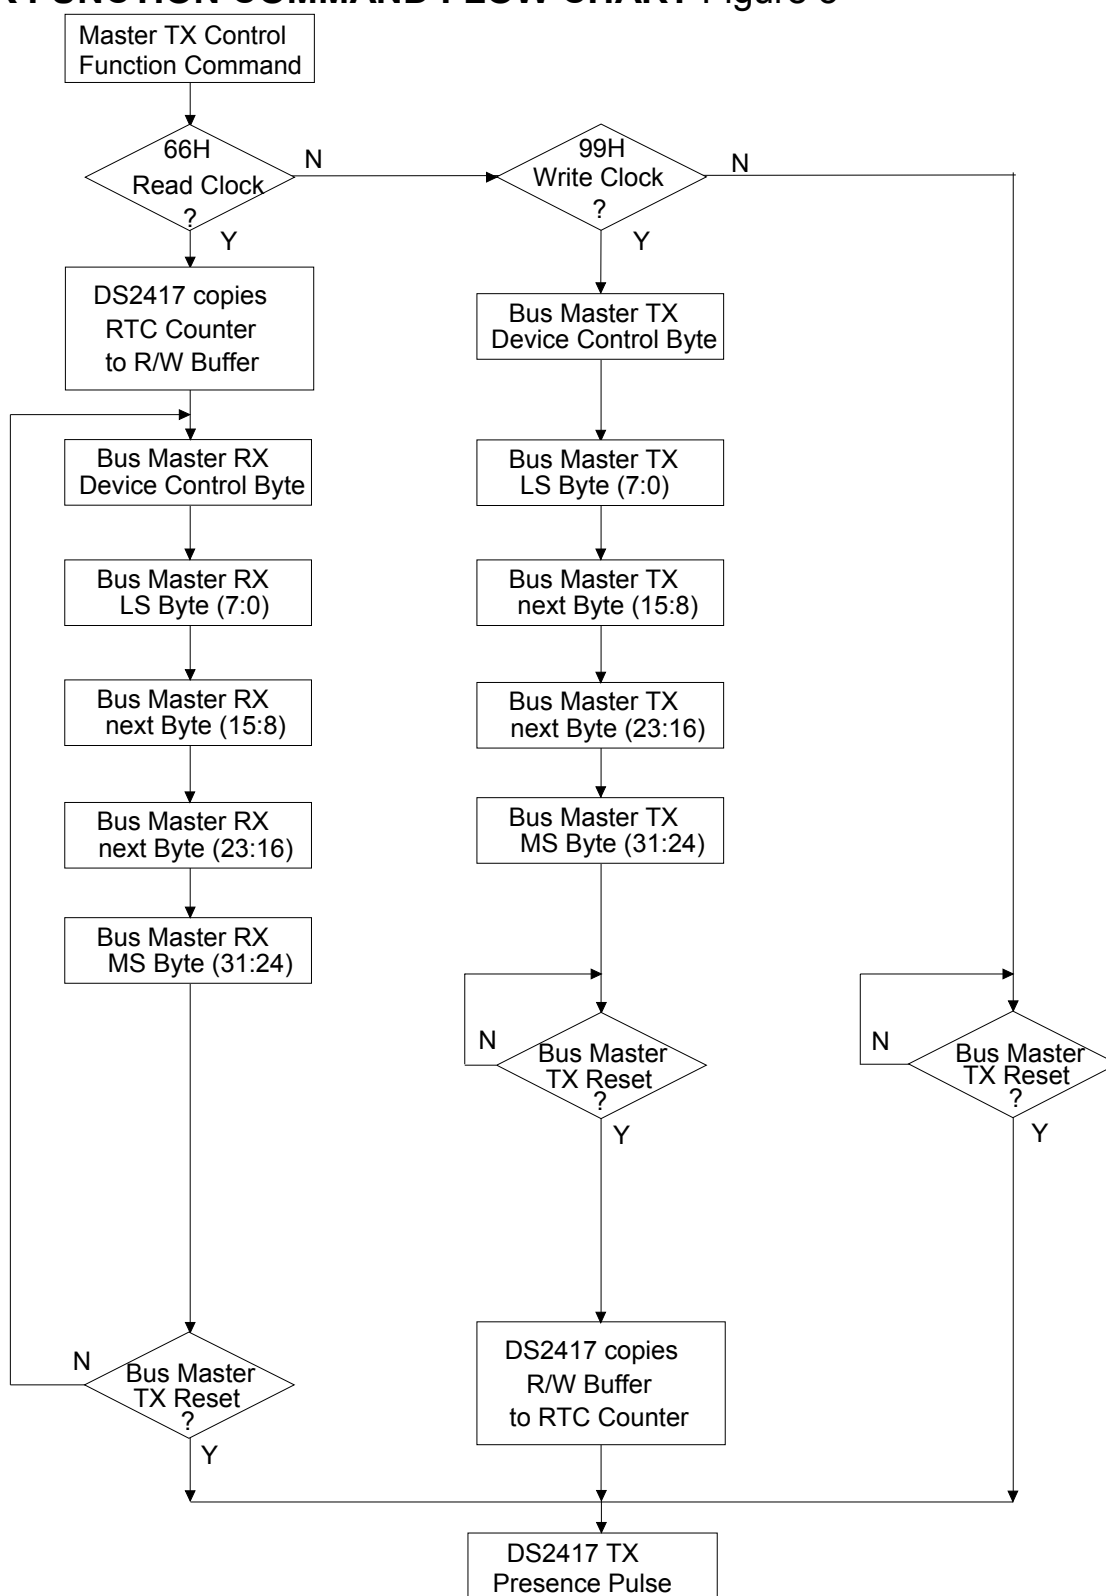 FUNCTION COMMAND FLOW CHART Figure
Master TX Control
Function Command
66H
Read Clock
?
N
Y
99H
Write Clock
?
N
Y
DS2417 copies
RTC Counter
to R/W Buffer
Bus Master RX
Device Control Byte
Bus Master RX
LS Byte (7:0)
Bus Master RX
next Byte (15:8)
Bus Master RX
next Byte (23:16)
Bus Master RX
MS Byte (31:24)
N
Bus Master
TX Reset
?
Y
Bus Master TX
Device Control Byte
Bus Master TX
LS Byte (7:0)
Bus Master TX
next Byte (15:8)
Bus Master TX
next Byte (23:16)
Bus Master TX
MS Byte (31:24)
N
Bus Master
TX Reset
?
Y
DS2417 copies
R/W Buffer
to RTC Counter
N
Bus Master
TX Reset
?
Y
DS2417 TX
Presence Pulse